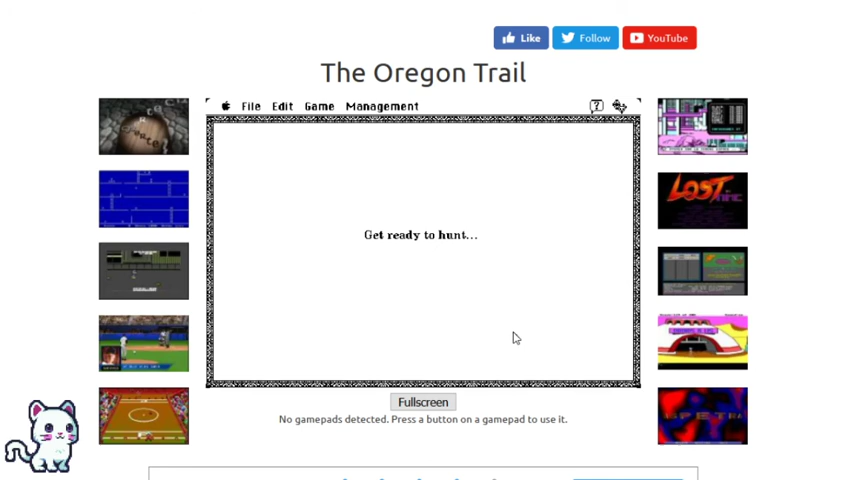 Like
Follow
YouTube
The Oregon Trail
File Edit Game Management
?
Get ready to hunt...
LOST
Fullscreen
No gamepads detected. Press a button on a gamepad to use it.